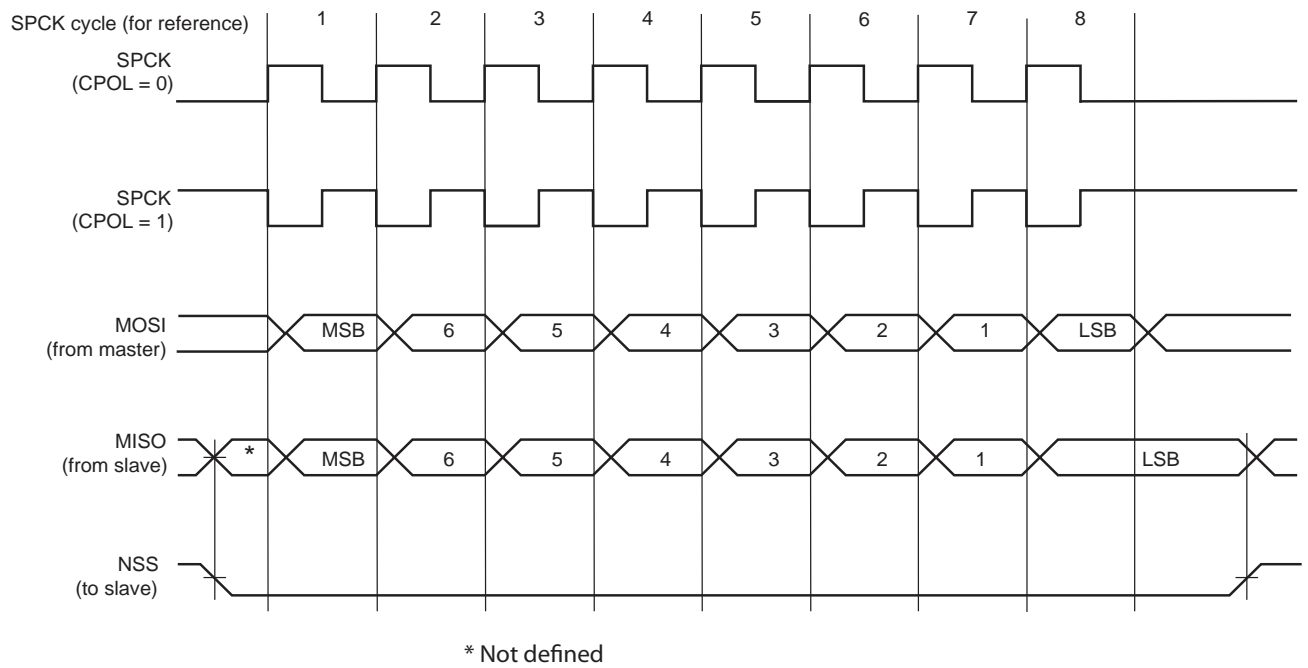 SPCK cycle (for reference) 1 2 3 4 5 6 7 8
SPCK
(CPOL = 0)
SPCK
(CPOL = 1)
MOSI
(from master)
MSB 6 5 4 3 2 1 LSB
MISO
(from slave)
* MSB 6 5 4 3 2 1 LSB
NSS
(to slave)
* Not defined